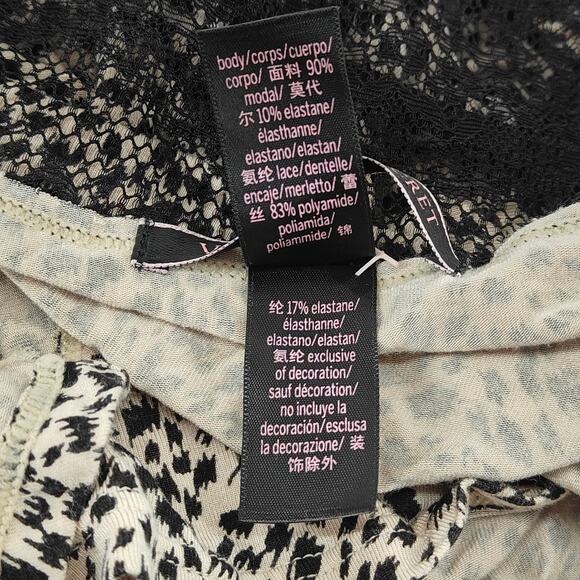 body/corps/cuerpo/
corpo/ 面料 90%
modal/ 莫代
尔 10% elastane/
élasthanne/
elastano/elastan/
氨纶 lace/dentelle/
encaje/merletto/ 蕾
丝 83% polyamide/
poliamida/
poliammide/ 锦
RET
纶 17% elastane/
élasthanne/
elastano/elastan/
氨纶 exclusive
of decoration/
sauf décoration/
no incluye la
decoración/esclusa
la decorazione/ 装
饰除外